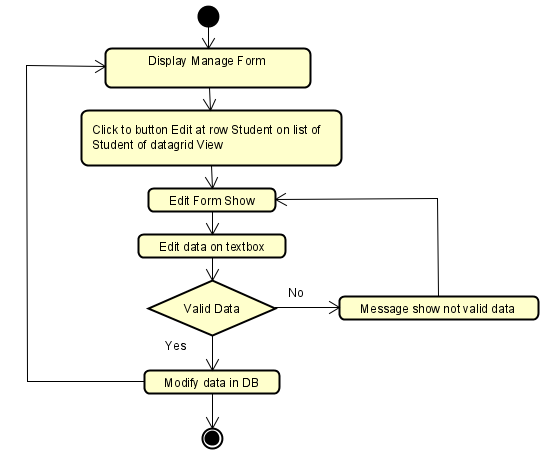 Display Manage Form
Click to button Edit at row Student on list of
Student of datagrid View
Edit Form Show
Edit data on textbox
Valid Data
No
Message show not valid data
Yes
Modify data in DB